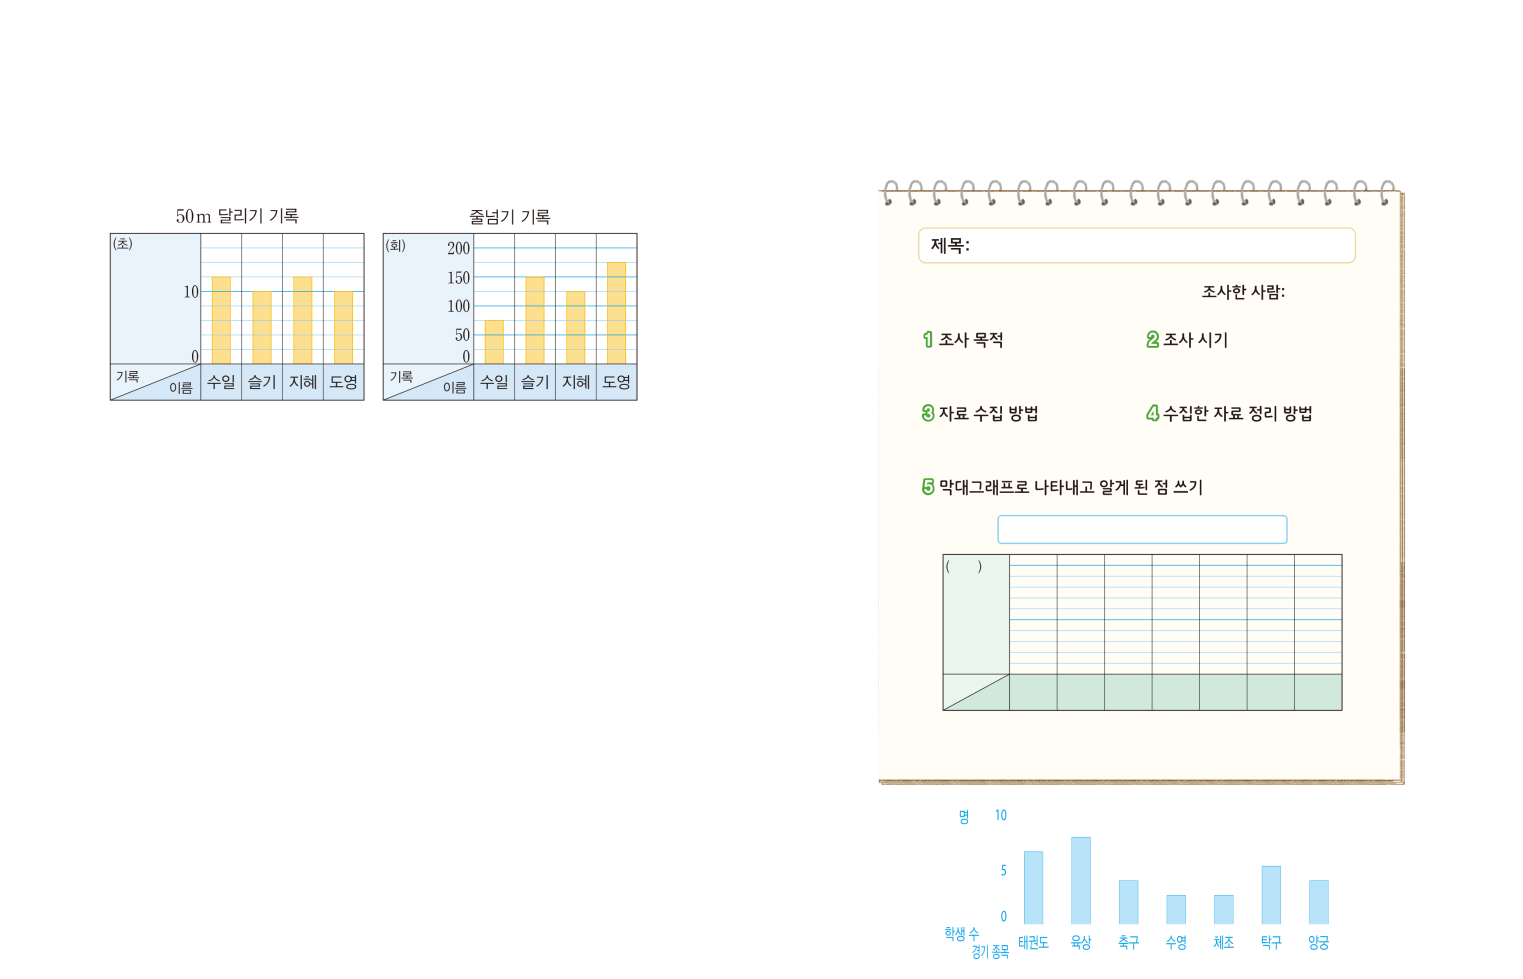 50 m 달리기 기록
(초)
10
0
기록
이름
수일 슬기 지혜 도영
줄넘기 기록
(회)
200
150
100
50
0
기록
이름
수일 슬기 지혜 도영
제목:
조사한 사람:
1 조사 목적
2 조사 시기
3 자료 수집 방법
4 수집한 자료 정리 방법
5 막대그래프로 나타내고 알게 된 점 쓰기
( )
명
10
5
0
학생 수
경기 종목
태권도 육상 축구 수영 체조 탁구 양궁